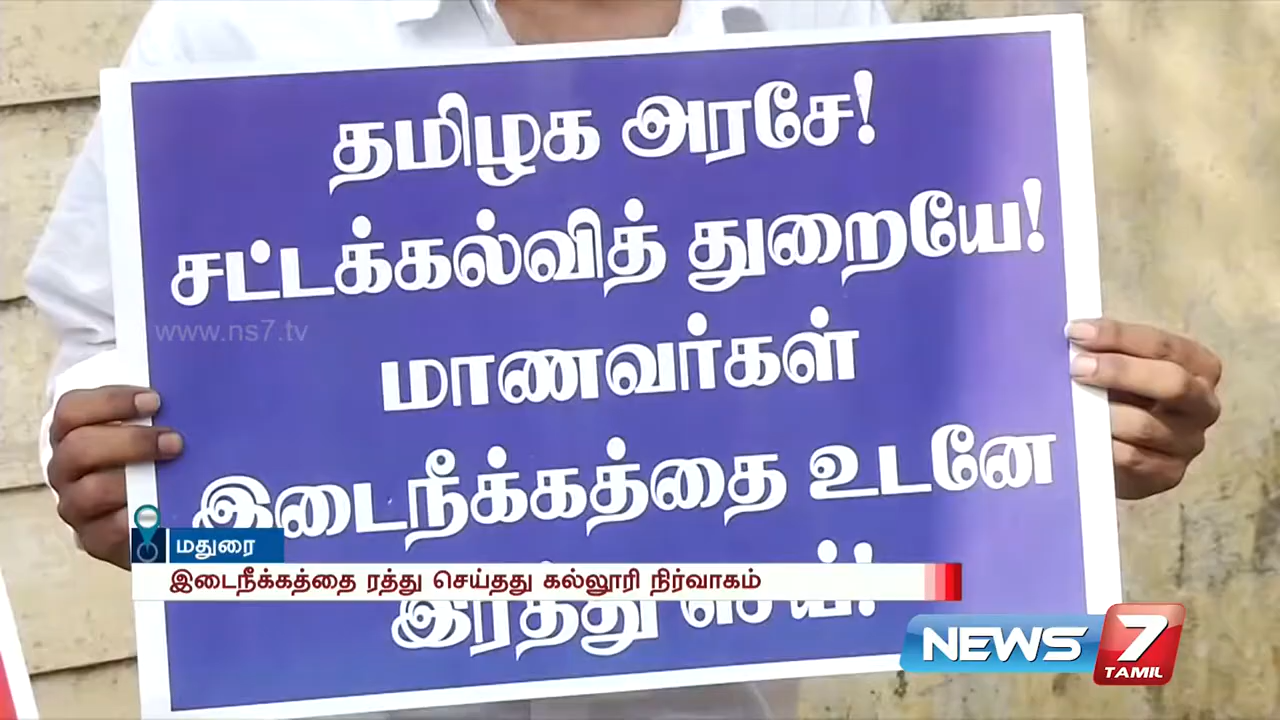 தமிழக அரசே!
சட்டக்கல்வித் துறையே!
www.ns7.tv
மாணவர்கள்
இடைநீக்கத்தை உடனே
இரத்து செய்!
மதுரை
இடைநீக்கத்தை ரத்து செய்தது கல்லூரி நிர்வாகம்
NEWS 7
TAMIL